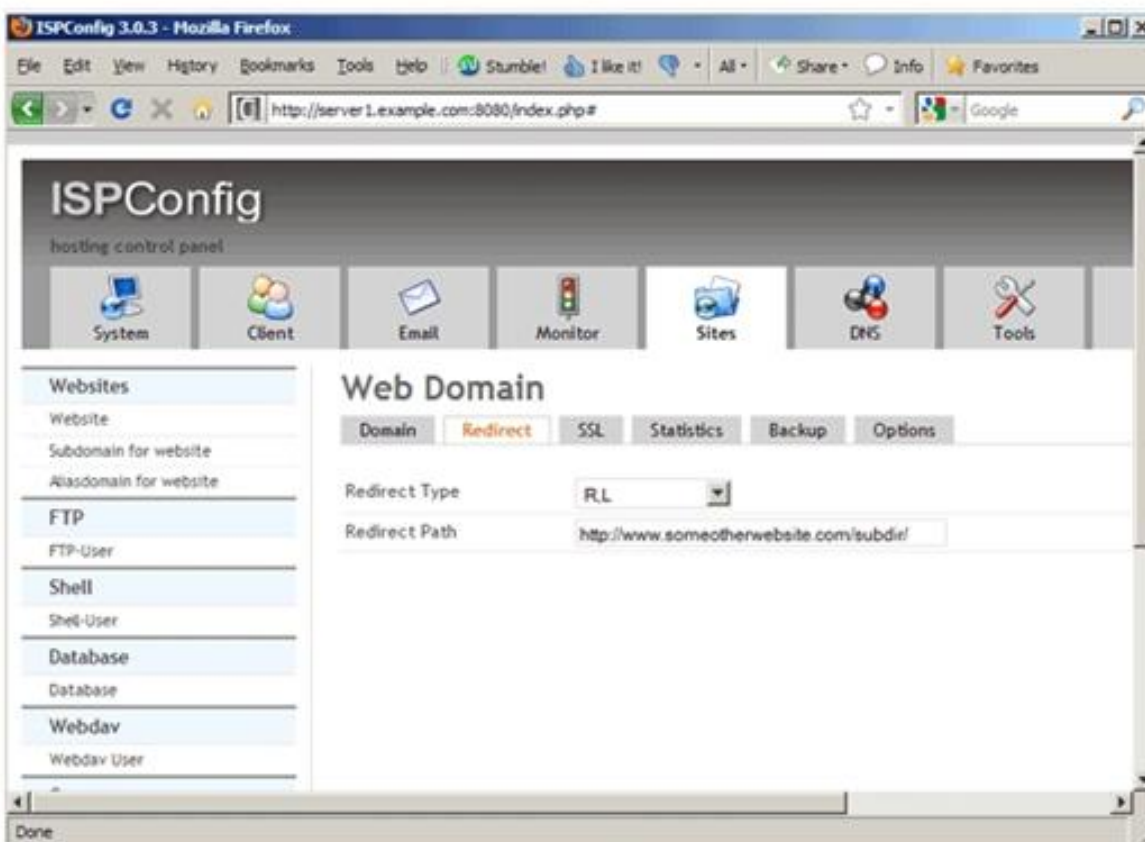 ISPConfig 3.0.3 - Mozilla Firefox
File Edit View History Bookmarks Tools Help Stumble! I like it! All Share Info Favorites
http://server1.example.com:8080/index.php# Google
ISPConfig
hosting control panel
System Client Email Monitor Sites DNS Tools
Websites
Website
Subdomain for website
Aliasdomain for website
FTP
FTP-User
Shell
Shell-User
Database
Database
Webdav
Webdav User
Web Domain
Domain Redirect SSL Statistics Backup Options
Redirect Type R,L
Redirect Path http://www.someotherwebsite.com/subdir/
Done